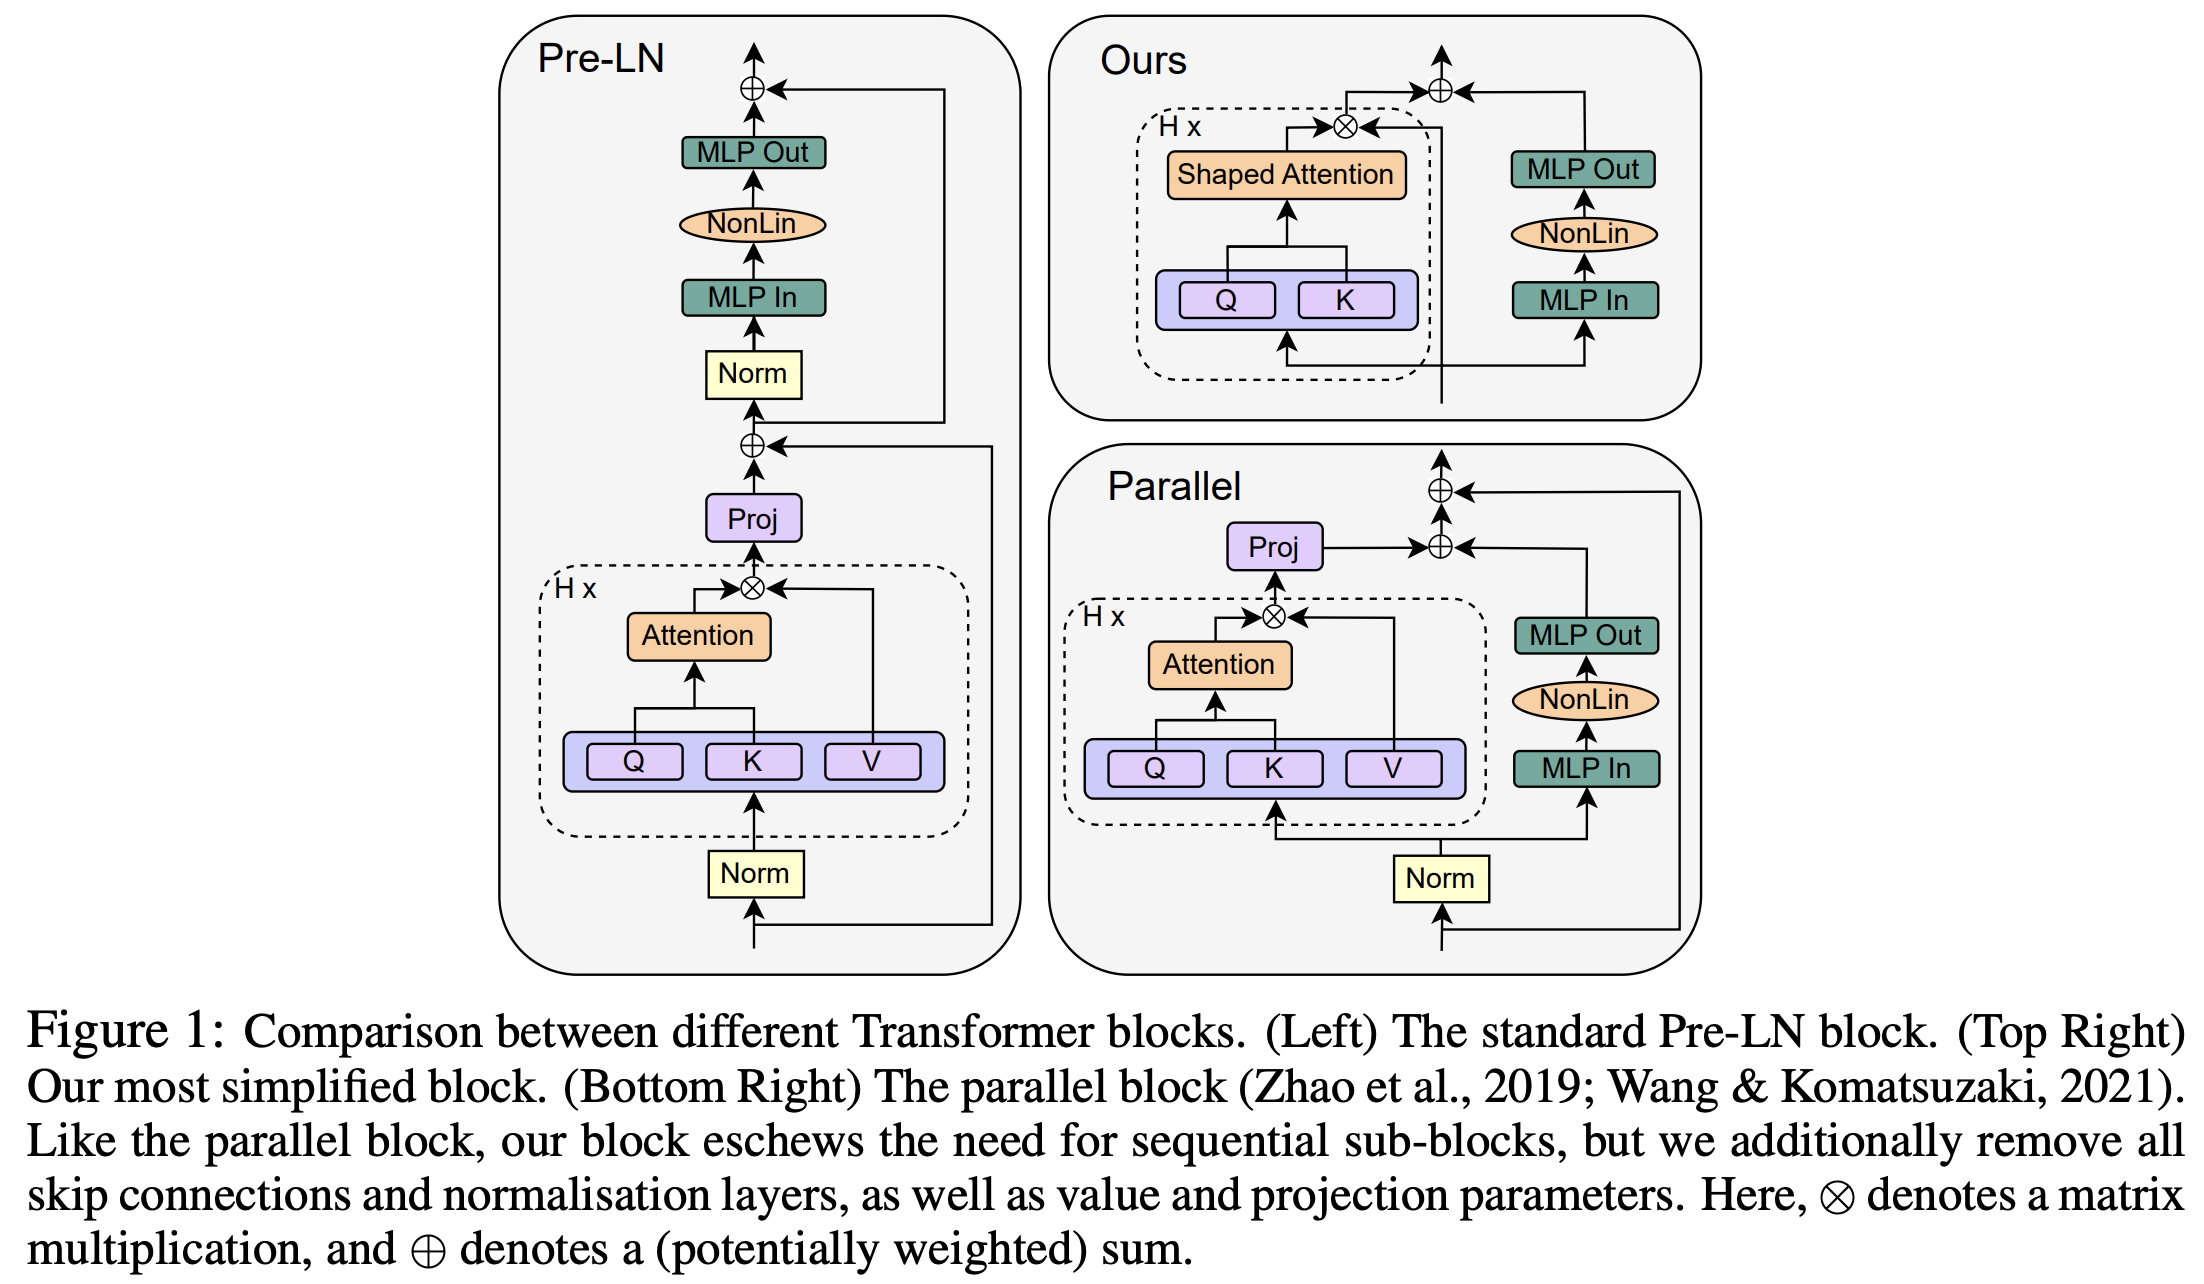 Pre-LN
MLP Out
NonLin
MLP In
Norm
Proj
H x
Attention
Q K V
Norm
Ours
H x
Shaped Attention
Q K
MLP Out
NonLin
MLP In
Parallel
Proj
H x
Attention
Q K V
MLP Out
NonLin
MLP In
Norm
Figure 1: Comparison between different Transformer blocks. (Left) The standard Pre-LN block. (Top Right)
Our most simplified block. (Bottom Right) The parallel block (Zhao et al., 2019; Wang & Komatsuzaki, 2021).
Like the parallel block, our block eschews the need for sequential sub-blocks, but we additionally remove all
skip connections and normalisation layers, as well as value and projection parameters. Here, ⊗ denotes a matrix
multiplication, and ⊕ denotes a (potentially weighted) sum.